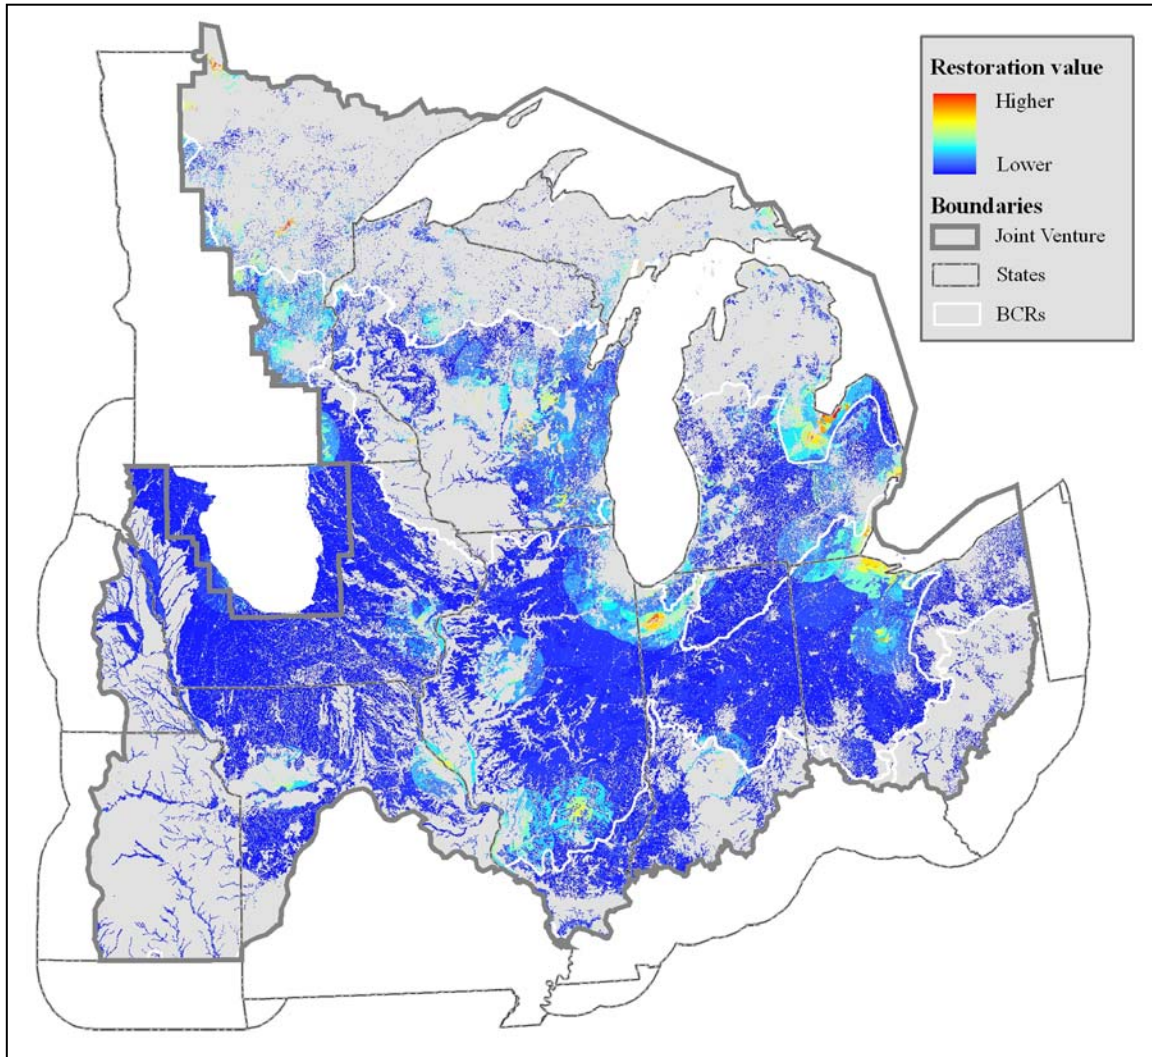 Restoration value
Higher
Lower
Boundaries
Joint Venture
States
BCRs